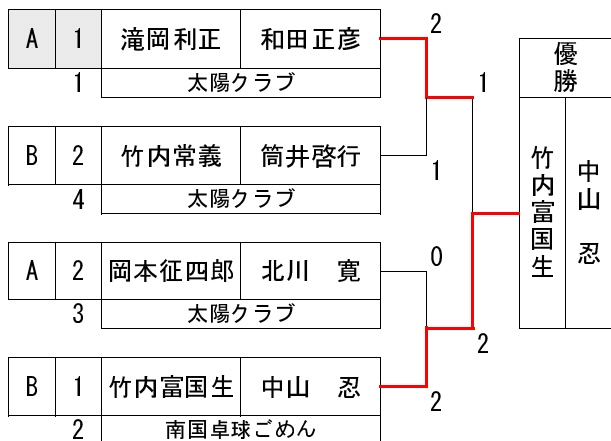 A 1 滝岡利正 和田正彦 2
1 太陽クラブ 1
B 2 竹内常義 筒井啓行 1
4 太陽クラブ
A 2 岡本征四郎 北川 寛 0
3 太陽クラブ 2
B 1 竹内富国生 中山 忍 2
2 南国卓球ごめん
優勝
竹内富国生
中山 忍